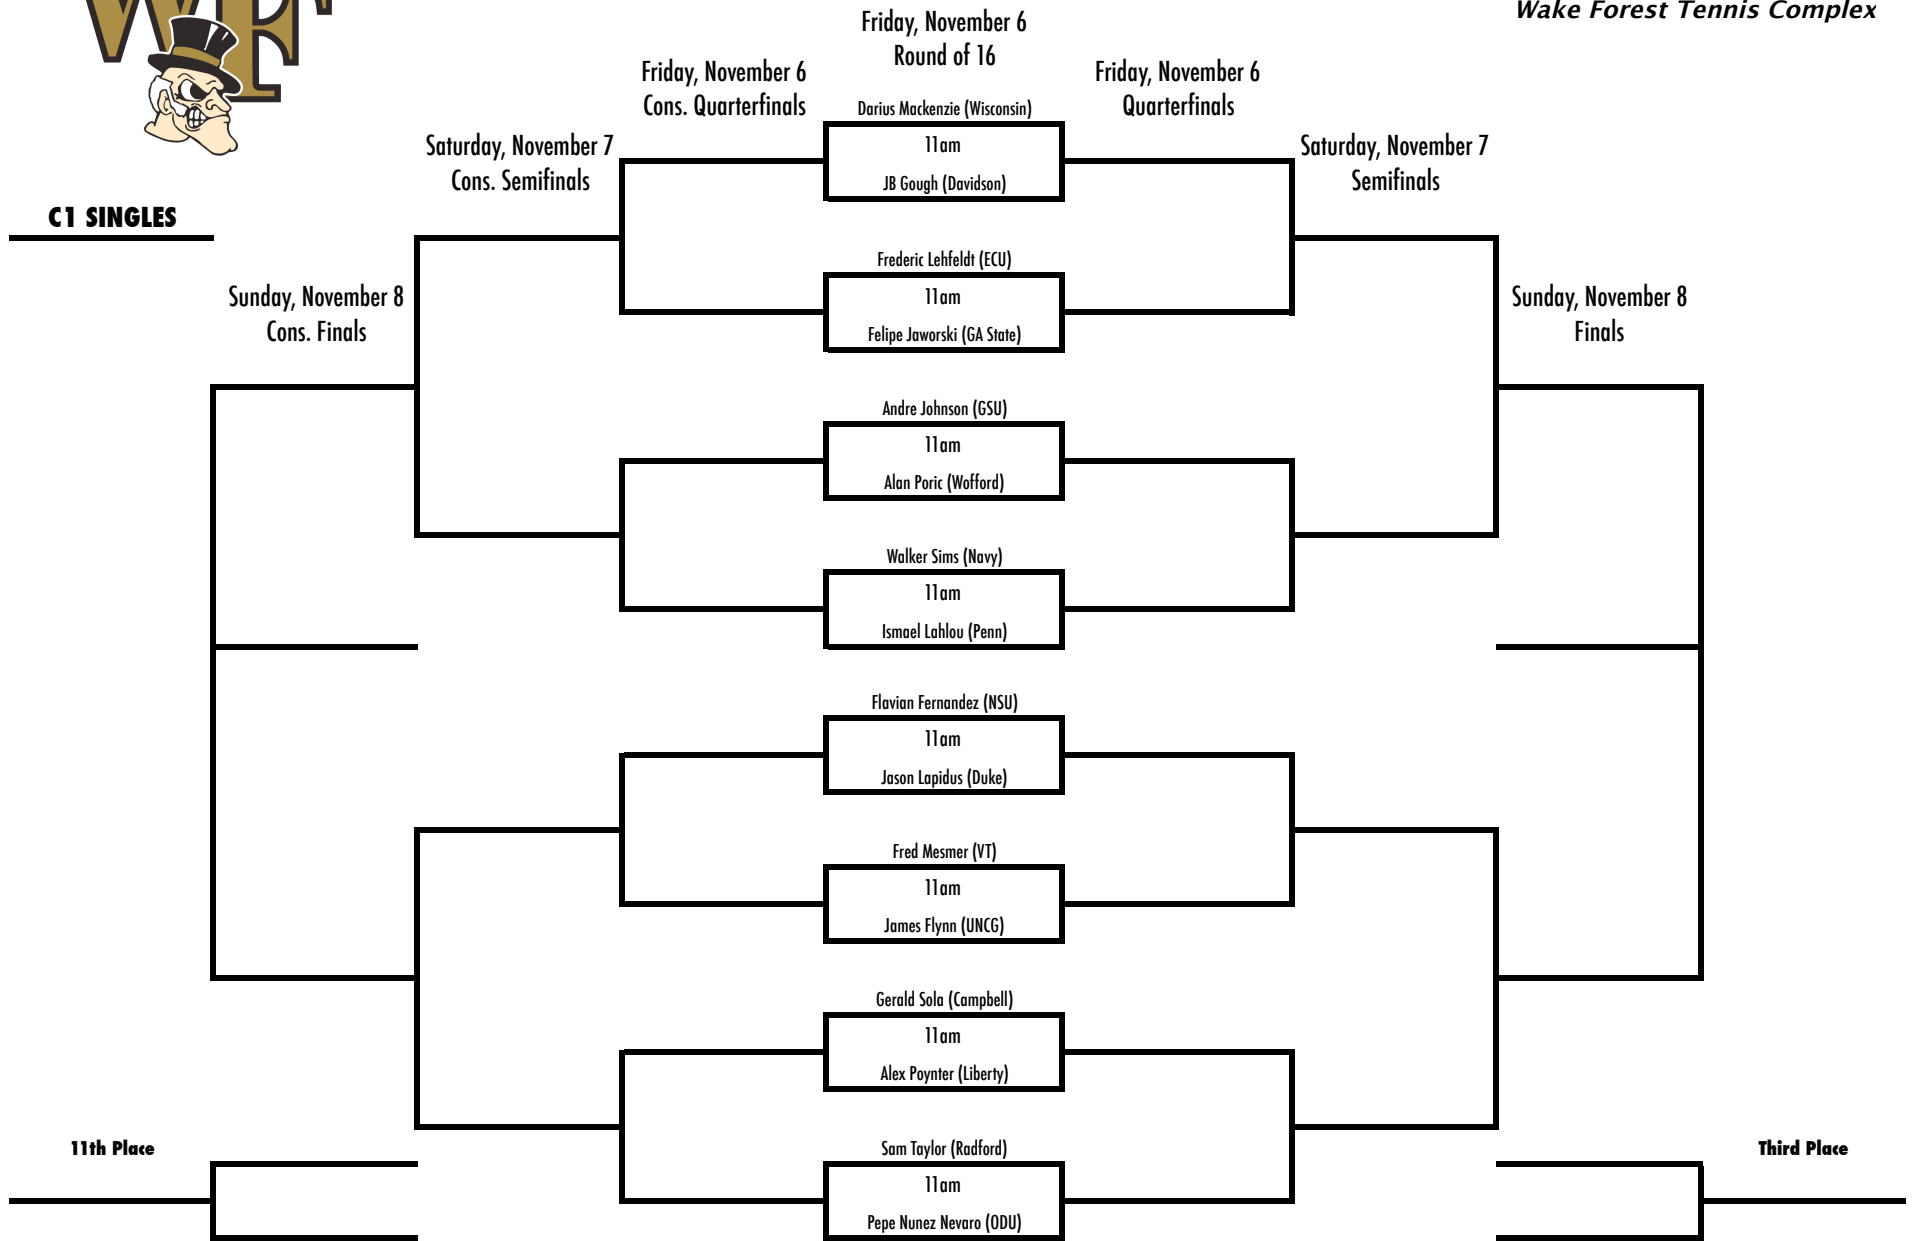 WF
Wake Forest Tennis Complex
Friday, November 6
Round of 16
Friday, November 6
Cons. Quarterfinals
Friday, November 6
Quarterfinals
Saturday, November 7
Cons. Semifinals
Saturday, November 7
Semifinals
C1 SINGLES
Sunday, November 8
Cons. Finals
Sunday, November 8
Finals
Darius Mackenzie (Wisconsin)
11am
JB Gough (Davidson)
Frederic Lehfeldt (ECU)
11am
Felipe Jaworski (GA State)
Andre Johnson (GSU)
11am
Alan Poric (Wofford)
Walker Sims (Navy)
11am
Ismael Lahlou (Penn)
Flavian Fernandez (NSU)
11am
Jason Lapidus (Duke)
Fred Mesmer (VT)
11am
James Flynn (UNCG)
Gerald Sola (Campbell)
11am
Alex Poynter (Liberty)
Sam Taylor (Radford)
11am
Pepe Nunez Nevaro (ODU)
11th Place
Third Place